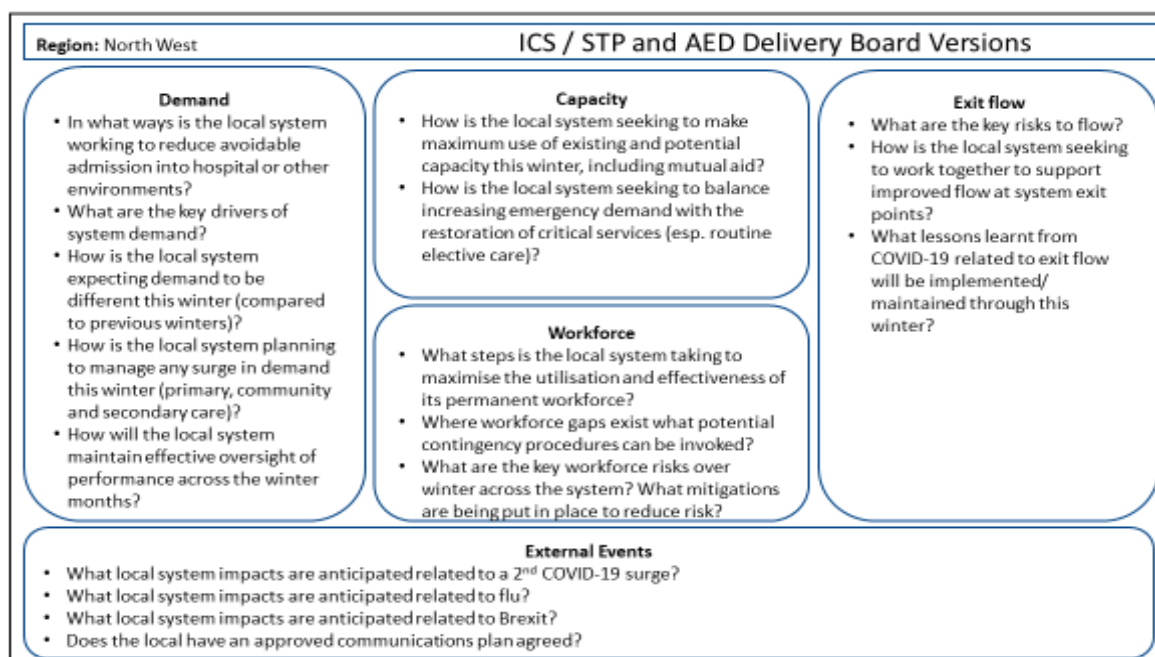 Region: North West
ICS / STP and AED Delivery Board Versions
Demand
• In what ways is the local system
working to reduce avoidable
admission into hospital or other
environments?
• What are the key drivers of
system demand?
• How is the local system
expecting demand to be
different this winter (compared
to previous winters)?
• How is the local system planning
to manage any surge in demand
this winter (primary, community
and secondary care)?
• How will the local system
maintain effective oversight of
performance across the winter
months?
Capacity
• How is the local system seeking to make
maximum use of existing and potential
capacity this winter, including mutual aid?
• How is the local system seeking to balance
increasing emergency demand with the
restoration of critical services (esp. routine
elective care)?
Workforce
• What steps is the local system taking to
maximise the utilisation and effectiveness of
its permanent workforce?
• Where workforce gaps exist what potential
contingency procedures can be invoked?
• What are the key workforce risks over
winter across the system? What mitigations
are being put in place to reduce risk?
Exit flow
• What are the key risks to flow?
• How is the local system seeking
to work together to support
improved flow at system exit
points?
• What lessons learnt from
COVID-19 related to exit flow
will be implemented/
maintained through this
winter?
External Events
• What local system impacts are anticipated related to a 2nd COVID-19 surge?
• What local system impacts are anticipated related to flu?
• What local system impacts are anticipated related to Brexit?
• Does the local have an approved communications plan agreed?